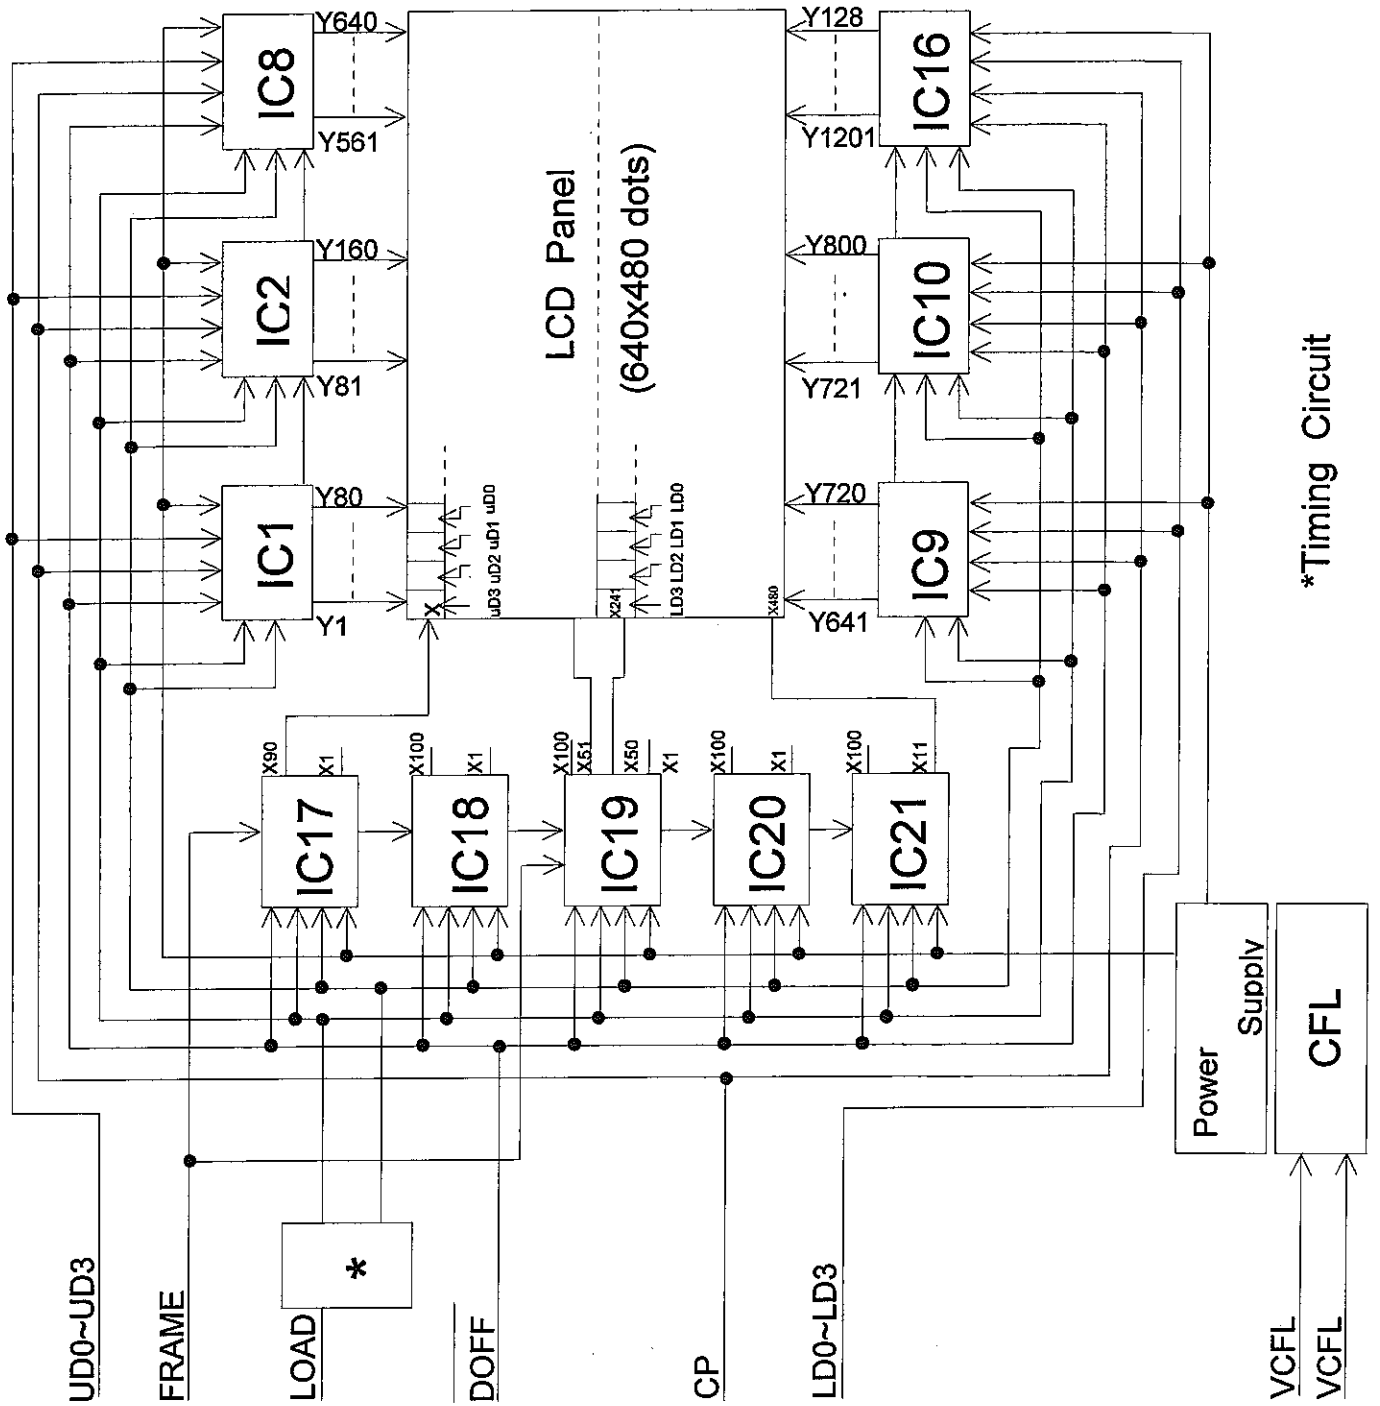 Y640
Y561
IC8
Y160
Y81
IC2
Y80
Y1
IC1
LCD Panel
(640x480 dots)
uD3 uD2 uD1 uD0
X
LD3 LD2 LD1 LD0
X241
X480
Y128
Y1201
IC16
Y800
Y721
IC10
Y720
Y641
IC9
X90
X1
IC17
X100
X1
IC18
X100
X51
X50
X1
IC19
X100
X1
IC20
X100
X11
IC21
*Timing Circuit
UD0~UD3
FRAME
LOAD
*
DOFF
CP
LD0~LD3
Power
Supply
CFL
VCFL
VCFL